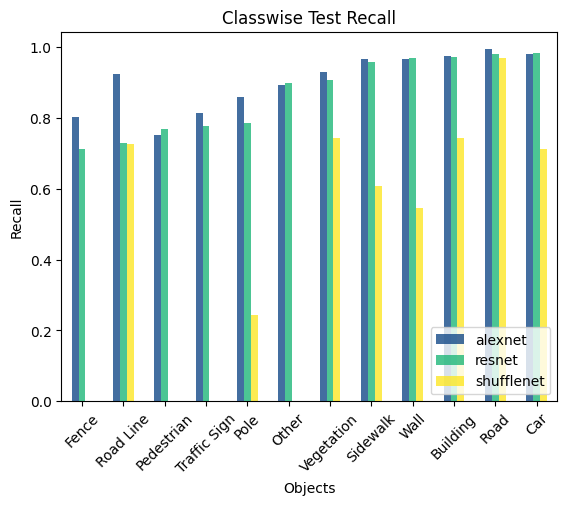 Classwise Test Recall
1.0
0.8
0.6
0.4
0.2
0.0
Recall
alexnet
resnet
shufflenet
Fence
Road Line
Pedestrian
Traffic Sign
Pole
Other
Vegetation
Sidewalk
Wall
Building
Road
Car
Objects